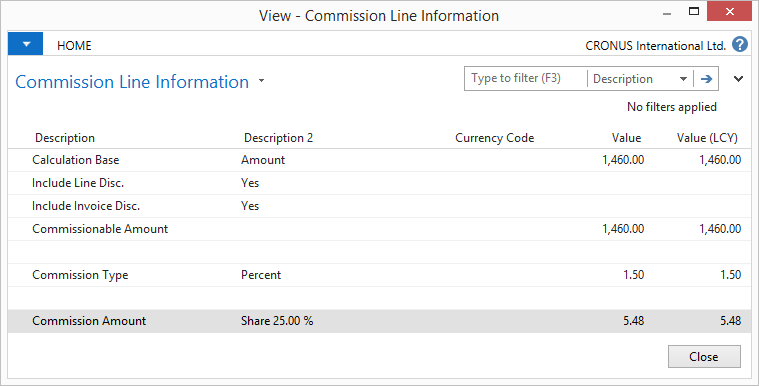 View - Commission Line Information
HOME CRONUS International Ltd. ?
Commission Line Information
Type to filter (F3) Description
No filters applied
Description Description 2 Currency Code Value Value (LCY)
Calculation Base Amount 1,460.00 1,460.00
Include Line Disc. Yes
Include Invoice Disc. Yes
Commissionable Amount 1,460.00 1,460.00
Commission Type Percent 1.50 1.50
Commission Amount Share 25.00 % 5.48 5.48
Close